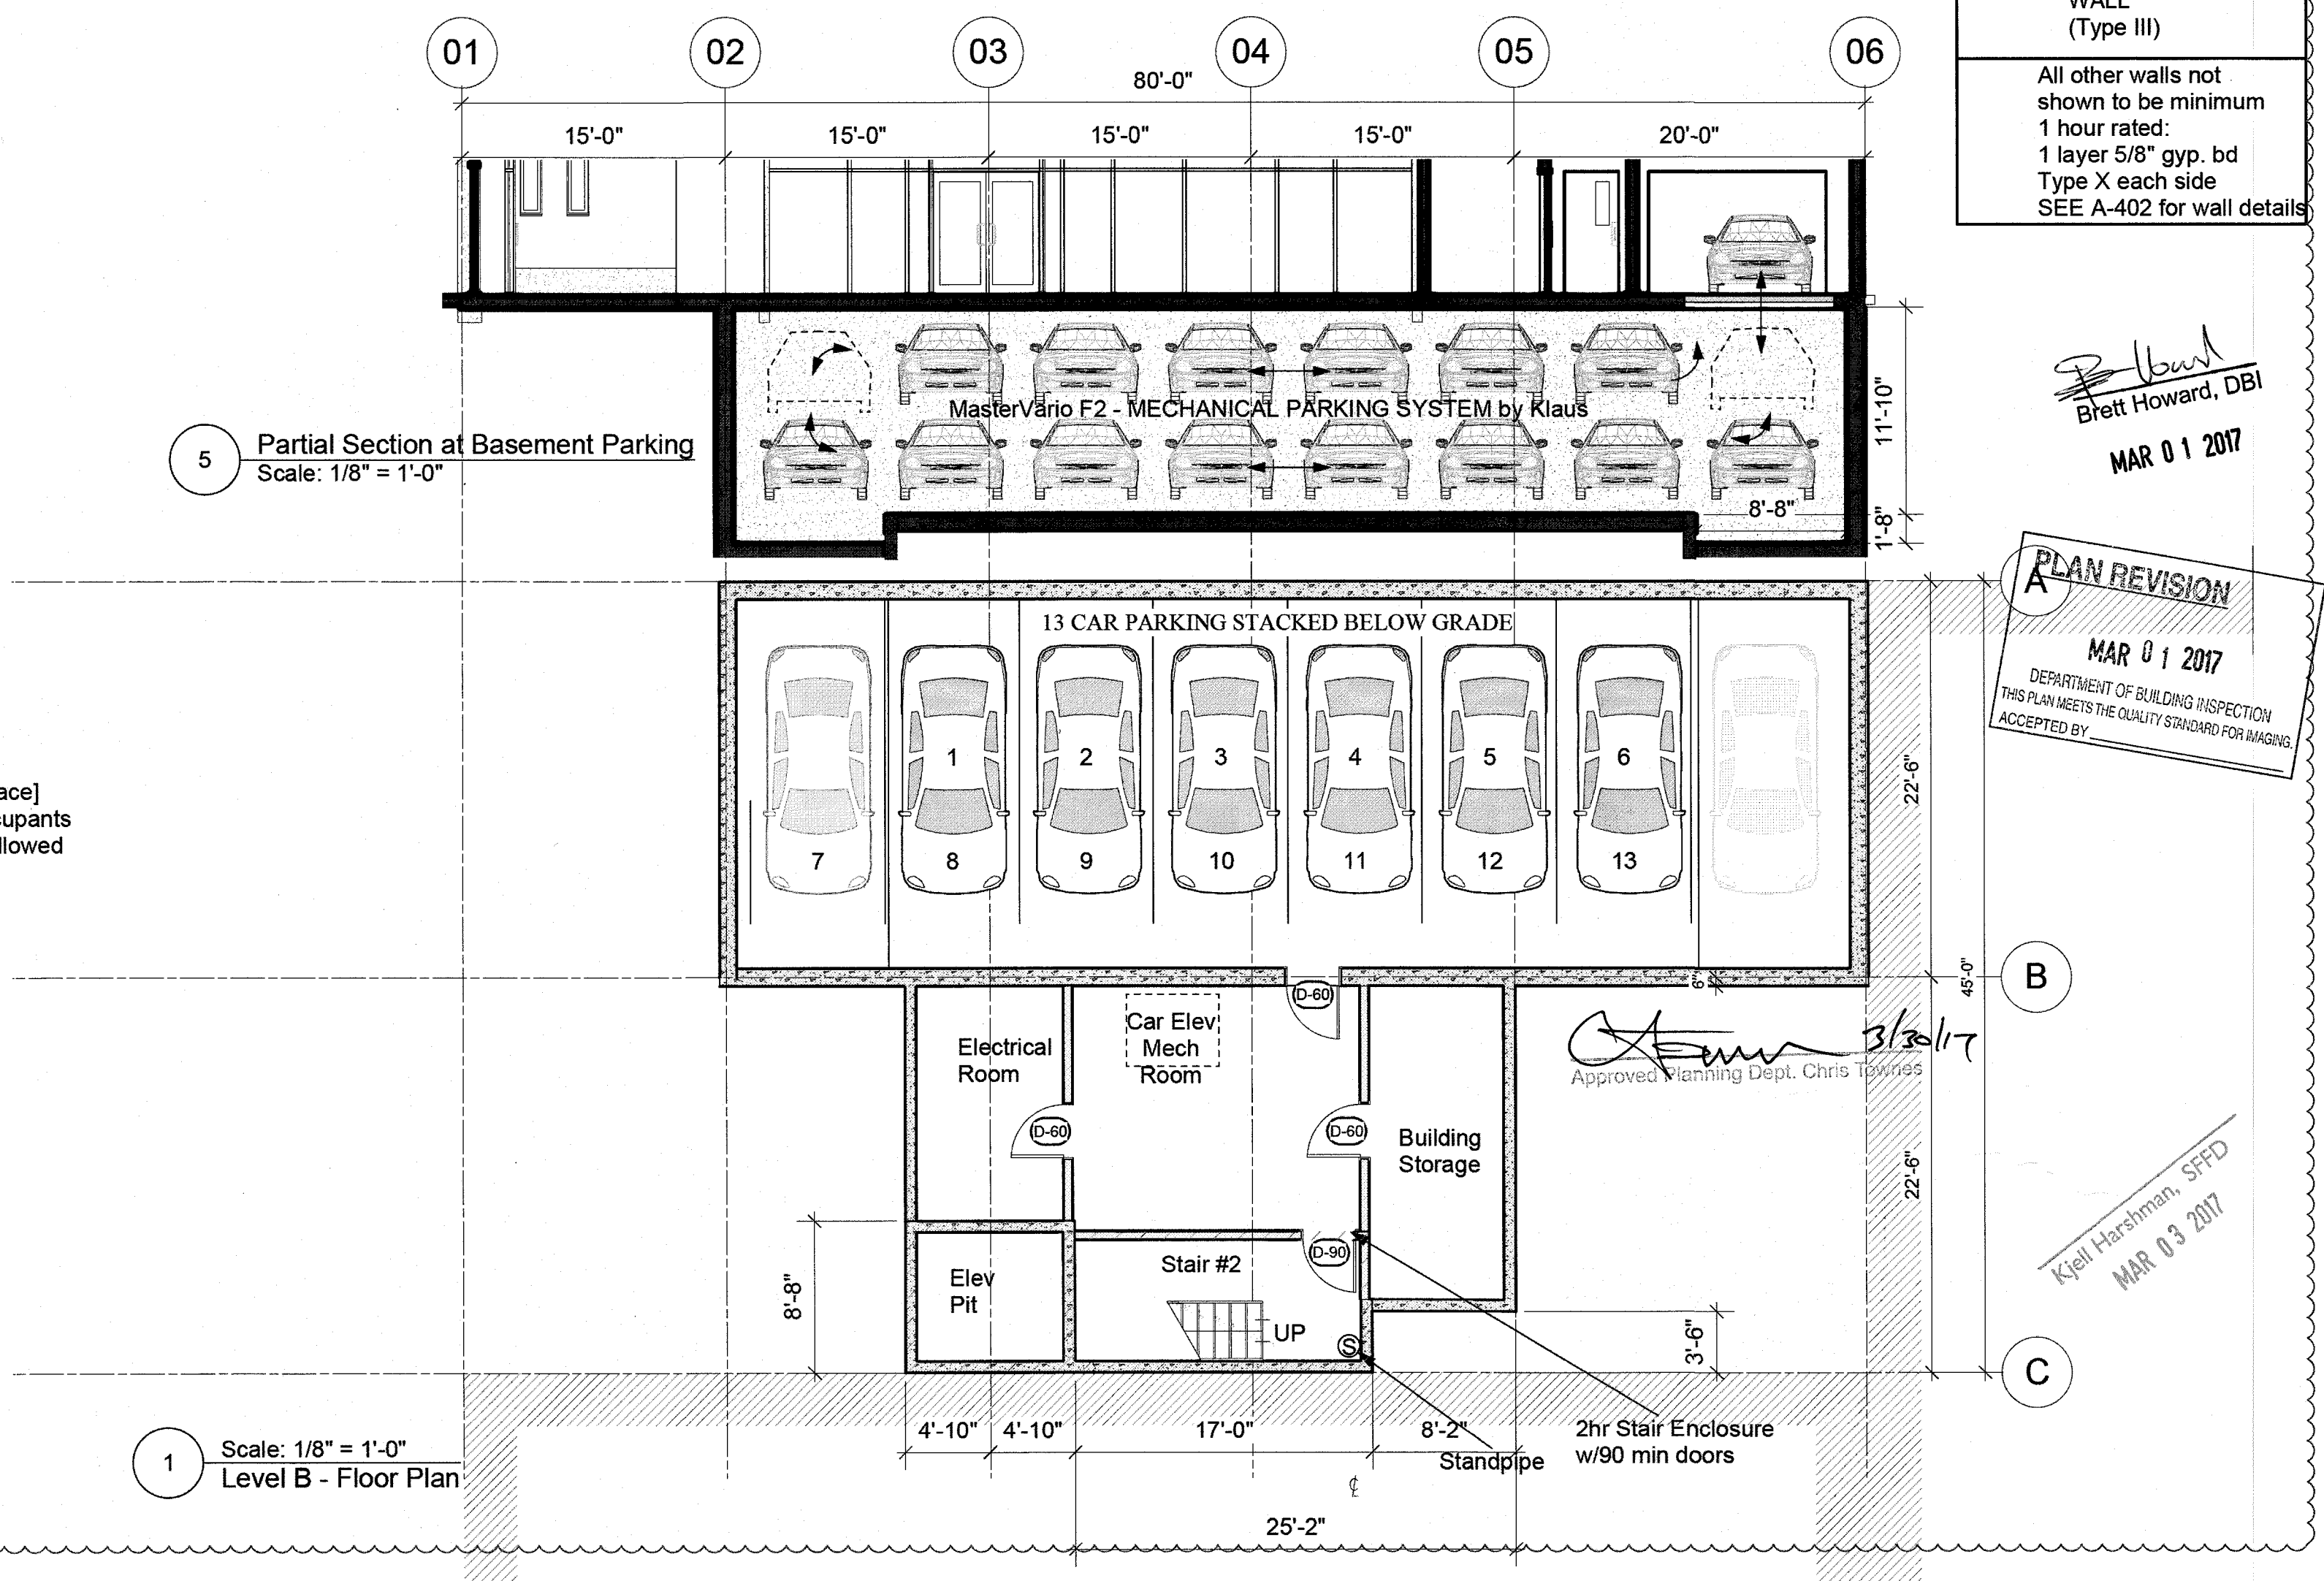 WALL
(Type III)
All other walls not
shown to be minimum
1 hour rated:
1 layer 5/8" gyp. bd
Type X each side
SEE A-402 for wall details
01
02
03
04
05
06
80'-0"
15'-0"
15'-0"
15'-0"
15'-0"
20'-0"
MasterVario F2 - MECHANICAL PARKING SYSTEM by Klaus
11'-10"
8'-8"
1'-8"
5
Partial Section at Basement Parking
Scale: 1/8" = 1'-0"
Brett Howard, DBI
MAR 01 2017
A
PLAN REVISION
MAR 01 2017
DEPARTMENT OF BUILDING INSPECTION
THIS PLAN MEETS THE QUALITY STANDARD FOR IMAGING.
ACCEPTED BY
13 CAR PARKING STACKED BELOW GRADE
1
2
3
4
5
6
7
8
9
10
11
12
13
22'-6"
45'-0"
6"
B
ace]
cupants
llowed
D-60
Car Elev
Mech
Room
Electrical
Room
D-60
D-60
Building
Storage
3/30/17
Approved Planning Dept. Chris Townes
22'-6"
Kjell Harshman, SFFD
MAR 03 2017
D-90
Stair #2
Elev
Pit
UP
S
8'-8"
3'-6"
C
4'-10"
4'-10"
17'-0"
8'-2"
2hr Stair Enclosure
w/90 min doors
Standpipe
25'-2"
1
Scale: 1/8" = 1'-0"
Level B - Floor Plan